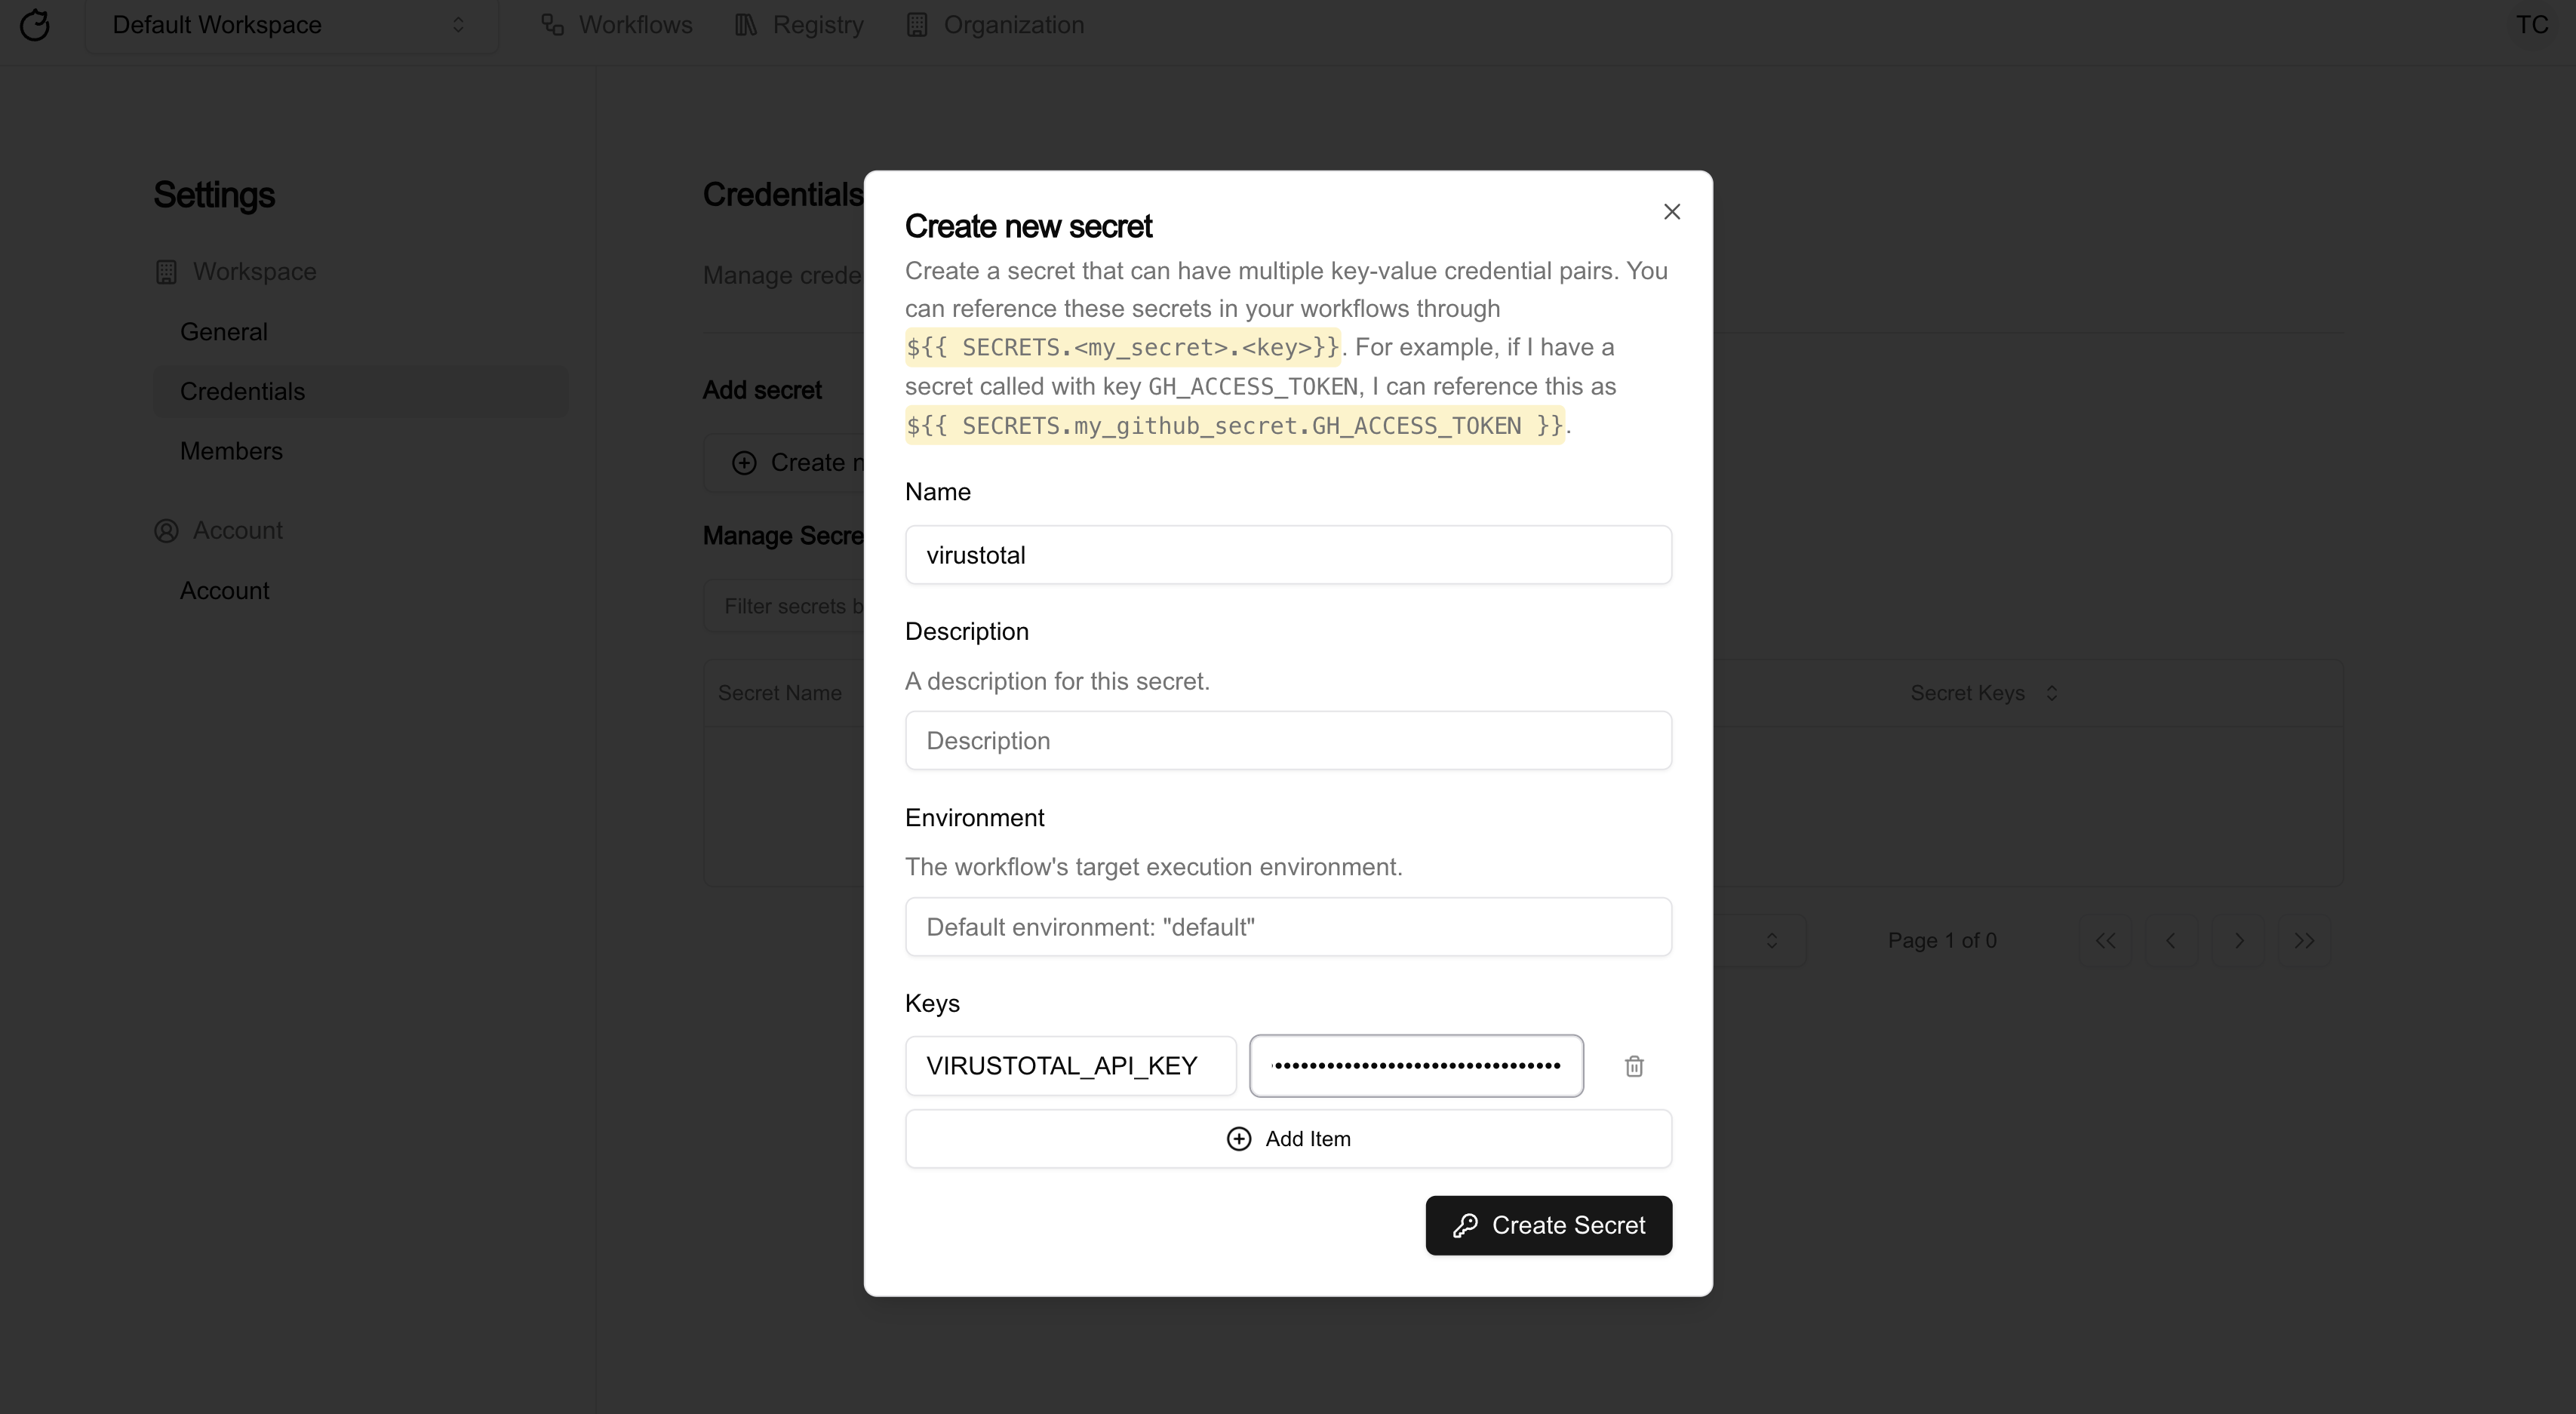 Default Workspace
Workflows
Registry
Organization
TC
Settings
Workspace
General
Credentials
Members
Account
Account
Credentials
Manage crede
Add secret
Create n
Manage Secre
Filter secrets b
Secret Name
Secret Keys
Page 1 of 0
Create new secret
Create a secret that can have multiple key-value credential pairs. You
can reference these secrets in your workflows through
${{ SECRETS.<my_secret>.<key>}}. For example, if I have a
secret called with key GH_ACCESS_TOKEN, I can reference this as
${{ SECRETS.my_github_secret.GH_ACCESS_TOKEN }}.
Name
virustotal
Description
A description for this secret.
Description
Environment
The workflow's target execution environment.
Default environment: "default"
Keys
VIRUSTOTAL_API_KEY
Add Item
Create Secret